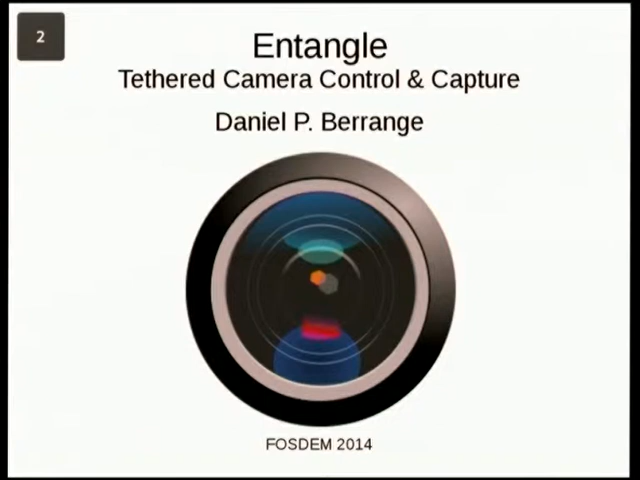 2
Entangle
Tethered Camera Control & Capture
Daniel P. Berrange
FOSDEM 2014